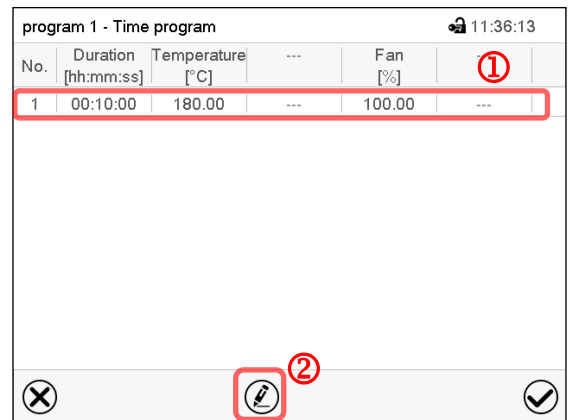 program 1 - Time program 11:36:13
No. Duration [hh:mm:ss] Temperature [°C] --- Fan [%] ---
①
1 00:10:00 180.00 --- 100.00 ---
②